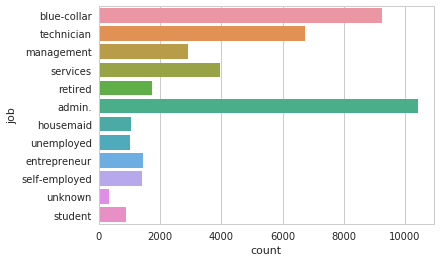 blue-collar
technician
management
services
retired
admin.
housemaid
unemployed
entrepreneur
self-employed
unknown
student
job
0 2000 4000 6000 8000 10000
count